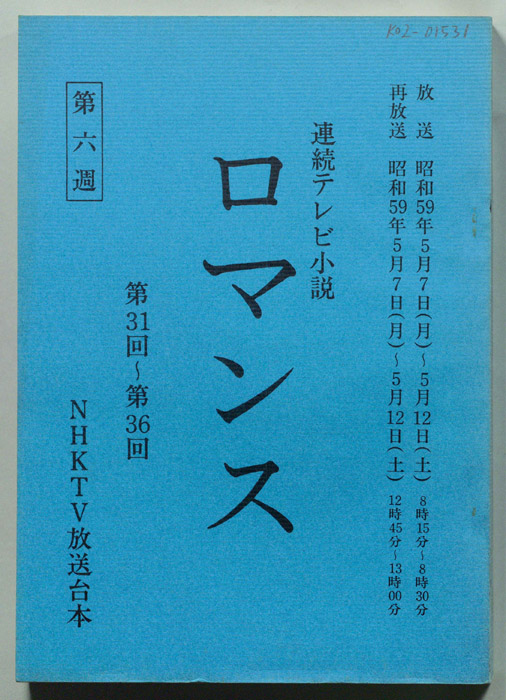 K02-01531
放　送　昭和59年5月7日(月)～5月12日(土)　8時15分～8時30分
再放送　昭和59年5月7日(月)～5月12日(土)　12時45分～13時00分
連続テレビ小説
ロマンス
第31回～第36回
第六週
NHKTV放送台本